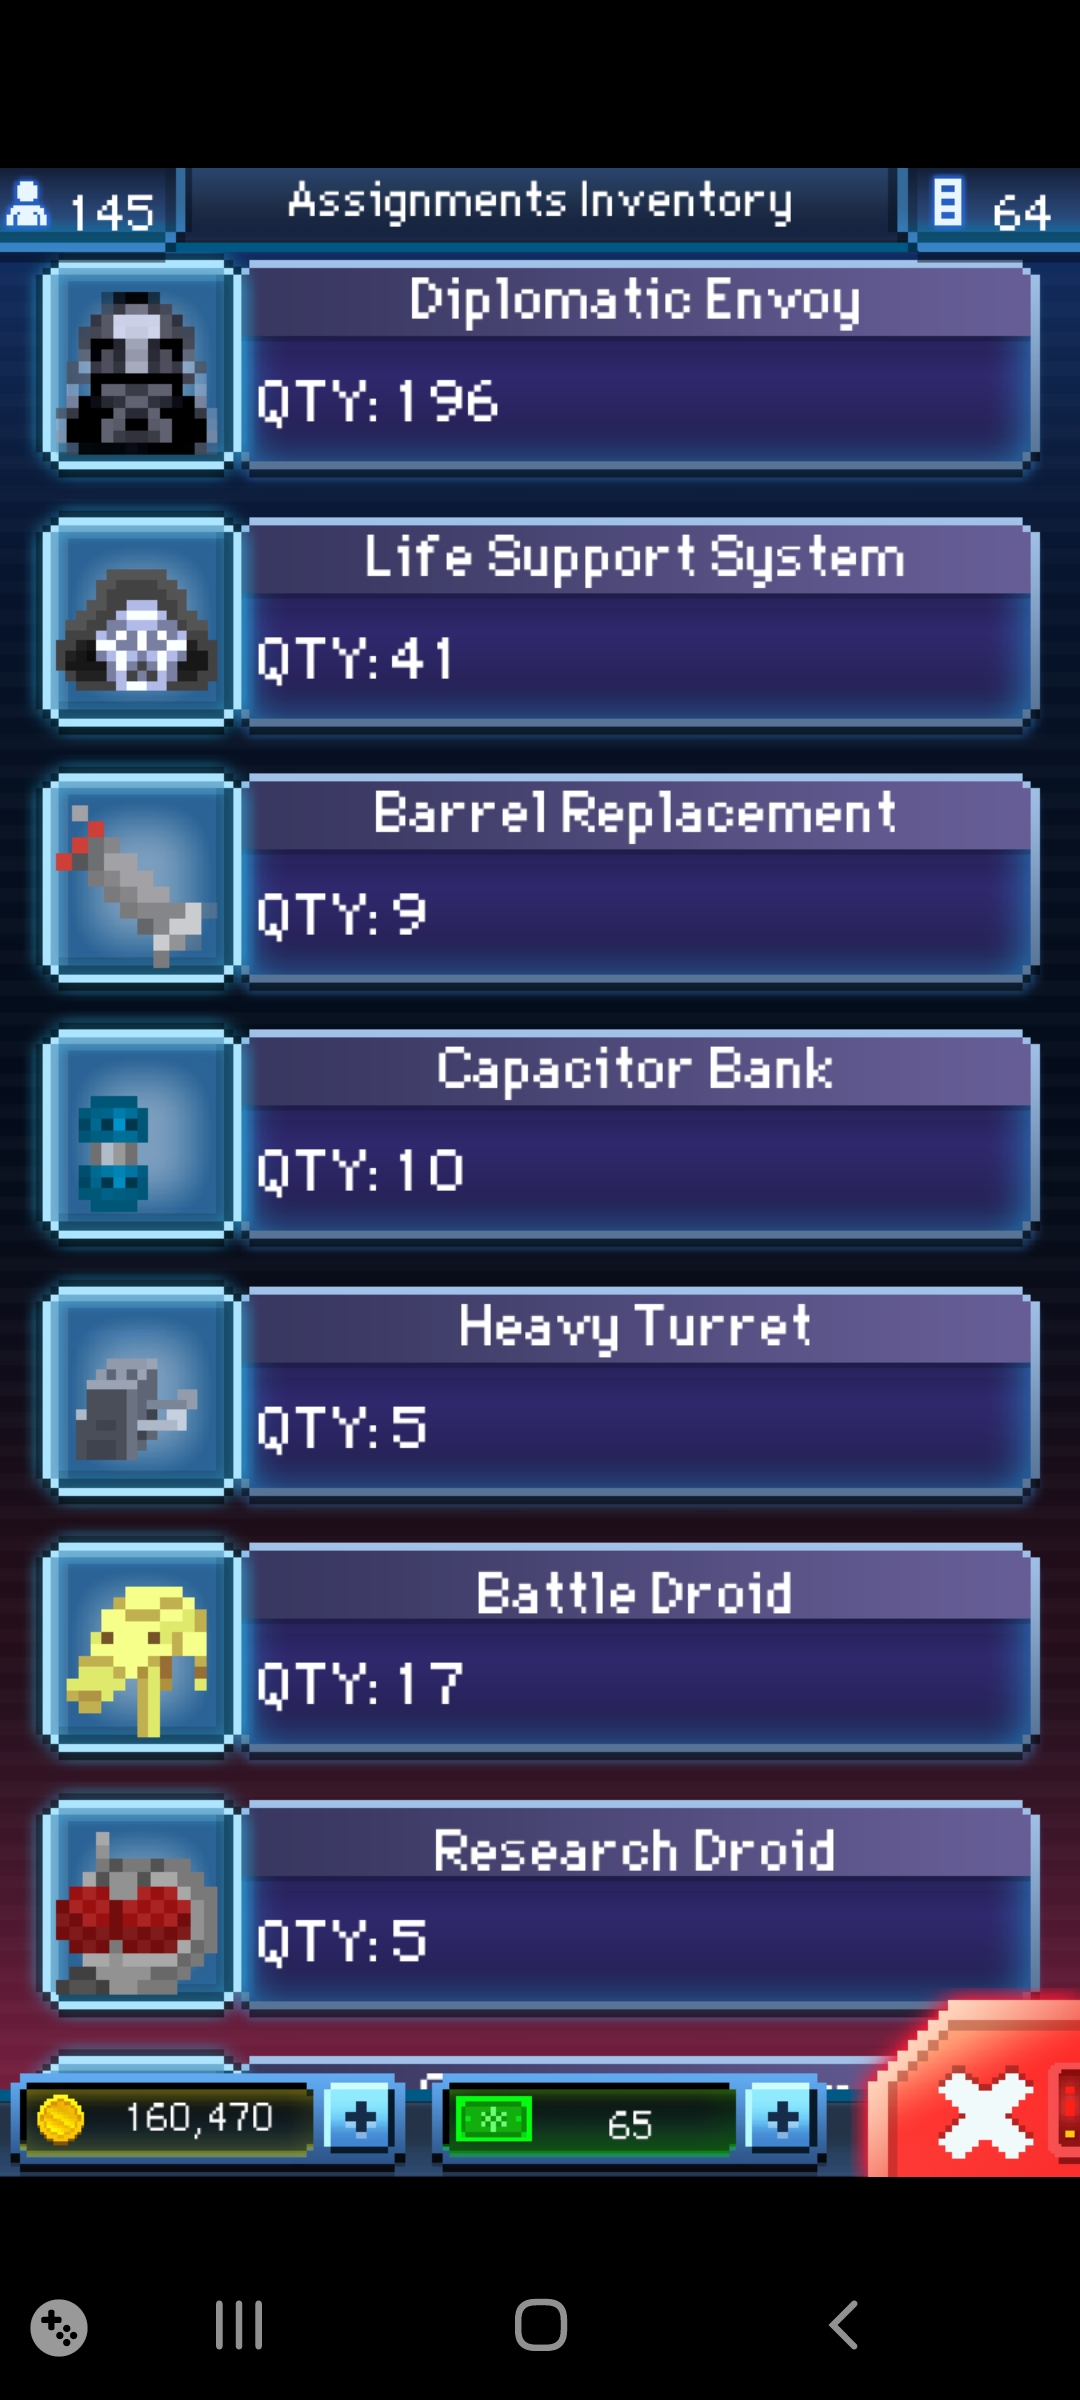 145
Assignments Inventory
64
Diplomatic Envoy
QTY: 196
Life Support System
QTY: 41
Barrel Replacement
QTY: 9
Capacitor Bank
QTY: 10
Heavy Turret
QTY: 5
Battle Droid
QTY: 17
Research Droid
QTY: 5
160,470
65